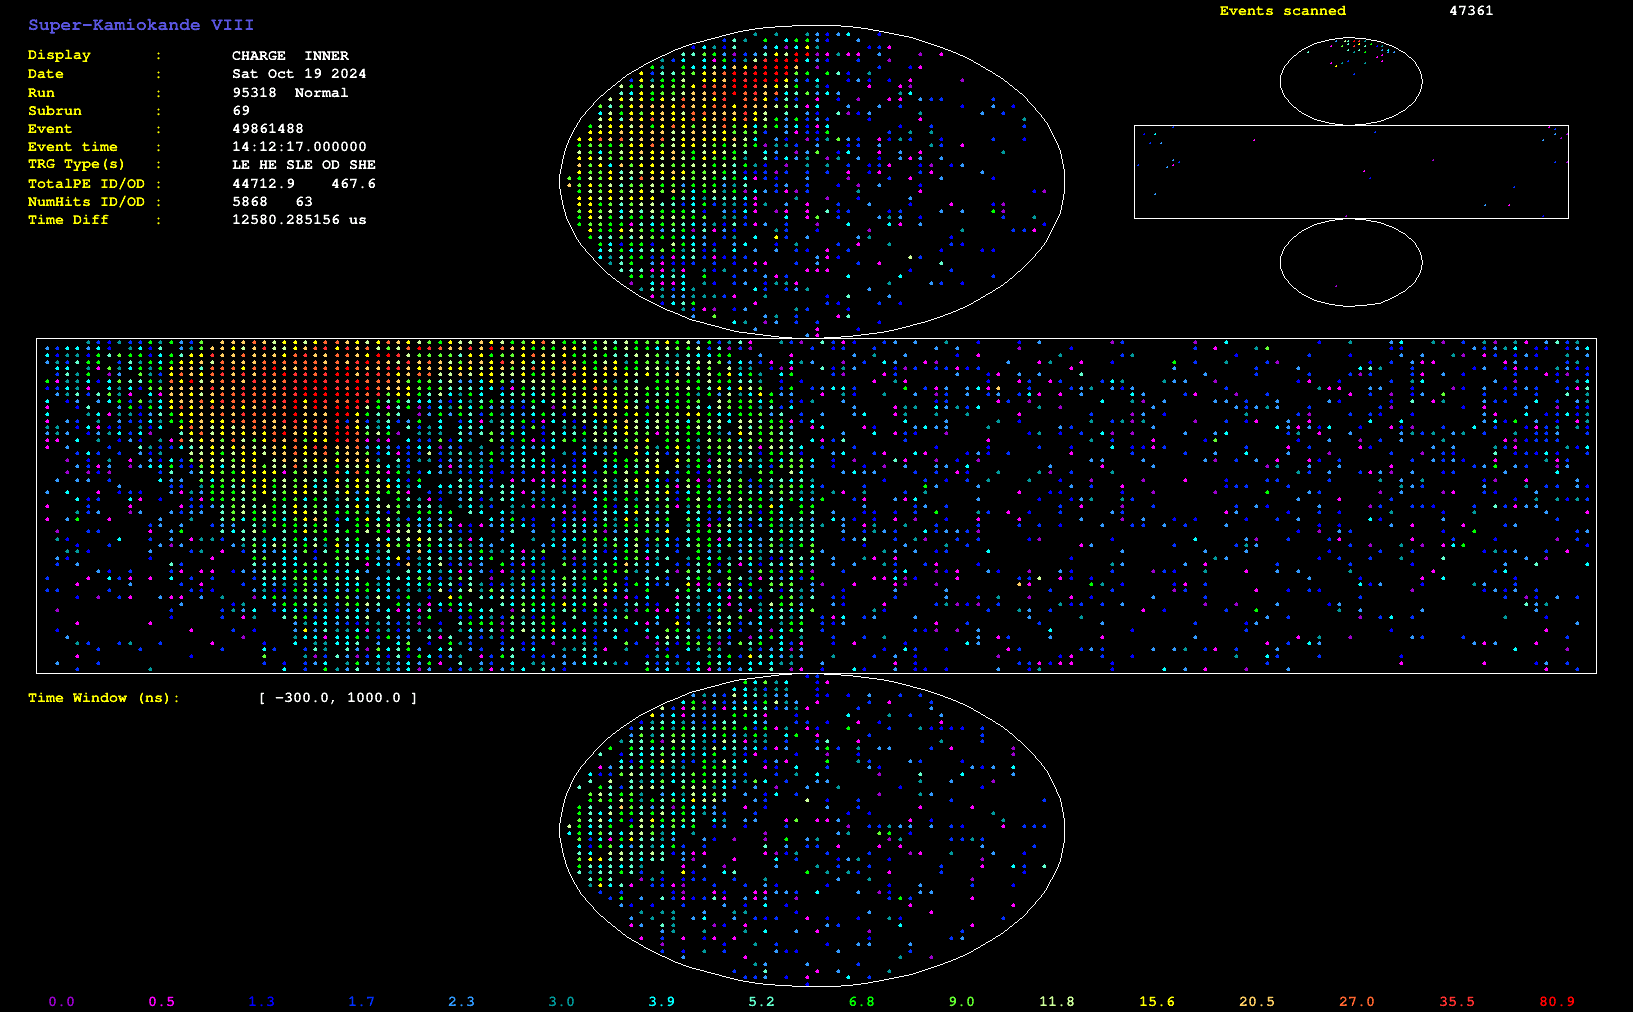 Super-Kamiokande VIII
Display : CHARGE INNER
Date : Sat Oct 19 2024
Run : 95318 Normal
Subrun : 69
Event : 49861488
Event time : 14:12:17.000000
TRG Type(s) : LE HE SLE OD SHE
TotalPE ID/OD : 44712.9 467.6
NumHits ID/OD : 5868 63
Time Diff : 12580.285156 us
Events scanned 47361
Time Window (ns): [ −300.0, 1000.0 ]
0.0 0.5 1.3 1.7 2.3 3.0 3.9 5.2 6.8 9.0 11.8 15.6 20.5 27.0 35.5 80.9